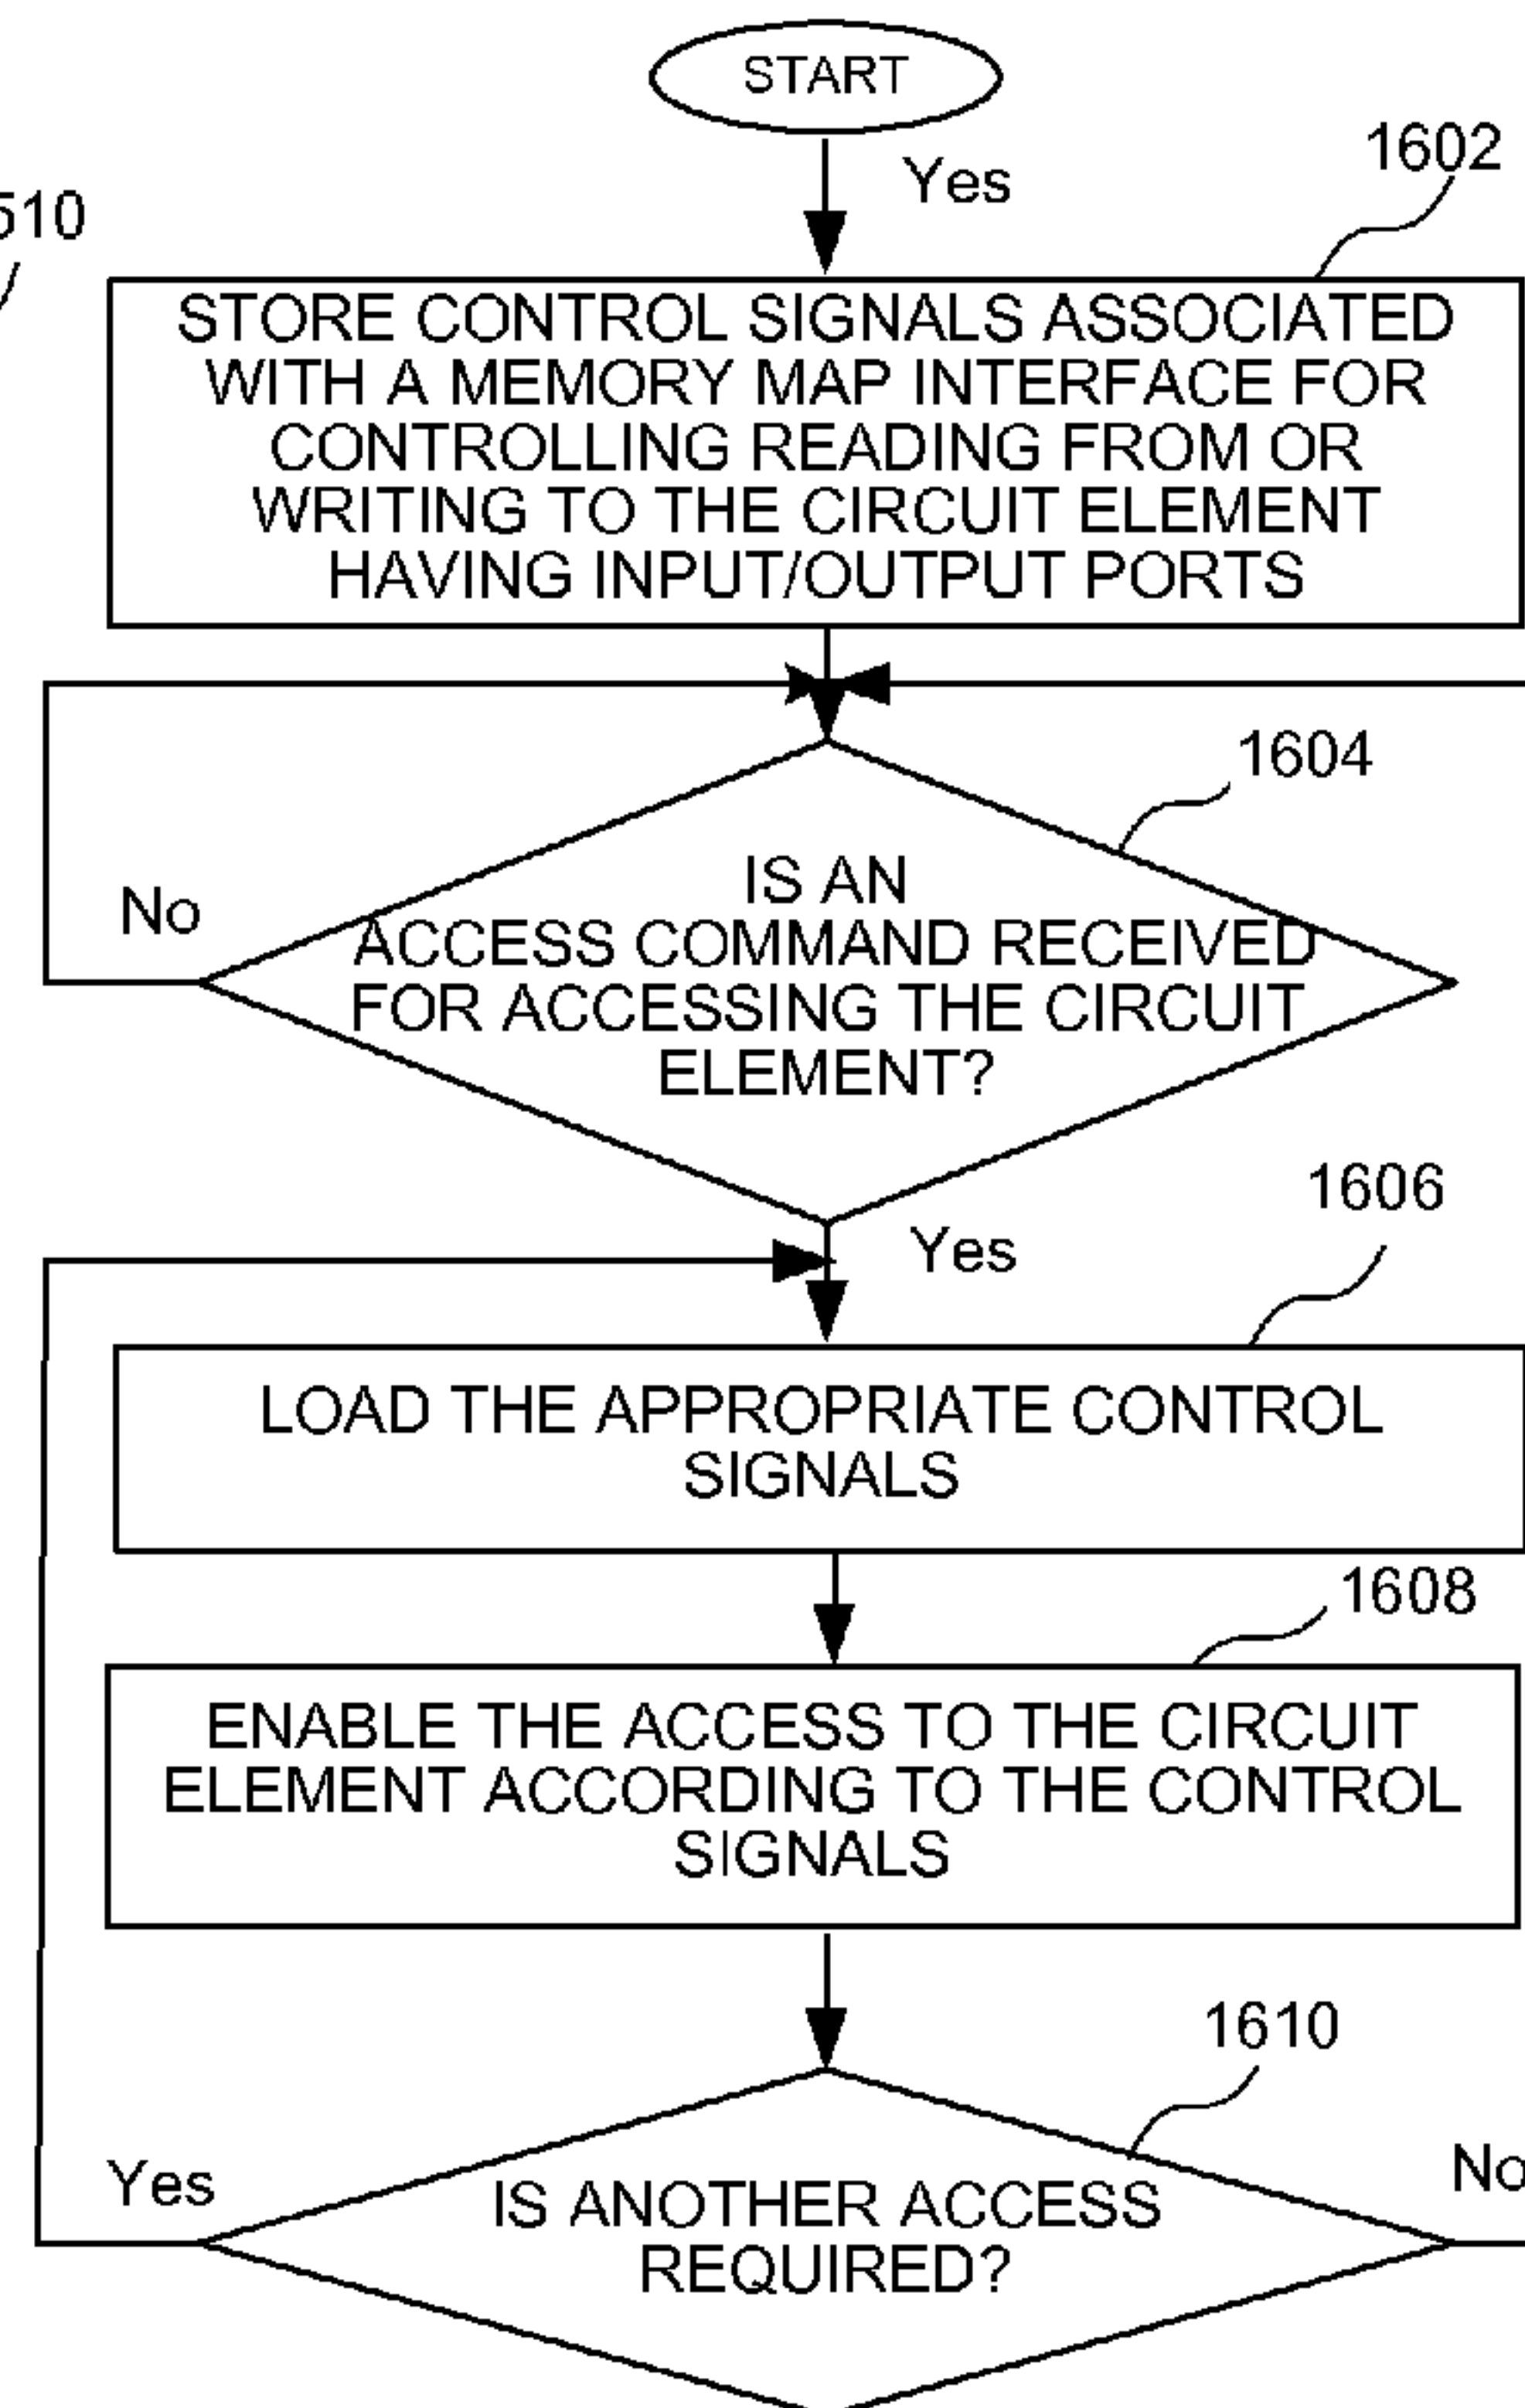 START
Yes
1602
510
STORE CONTROL SIGNALS ASSOCIATED
WITH A MEMORY MAP INTERFACE FOR
CONTROLLING READING FROM OR
WRITING TO THE CIRCUIT ELEMENT
HAVING INPUT/OUTPUT PORTS
1604
No
IS AN
ACCESS COMMAND RECEIVED
FOR ACCESSING THE CIRCUIT
ELEMENT?
1606
Yes
LOAD THE APPROPRIATE CONTROL
SIGNALS
1608
ENABLE THE ACCESS TO THE CIRCUIT
ELEMENT ACCORDING TO THE CONTROL
SIGNALS
1610
Yes
No
IS ANOTHER ACCESS
REQUIRED?